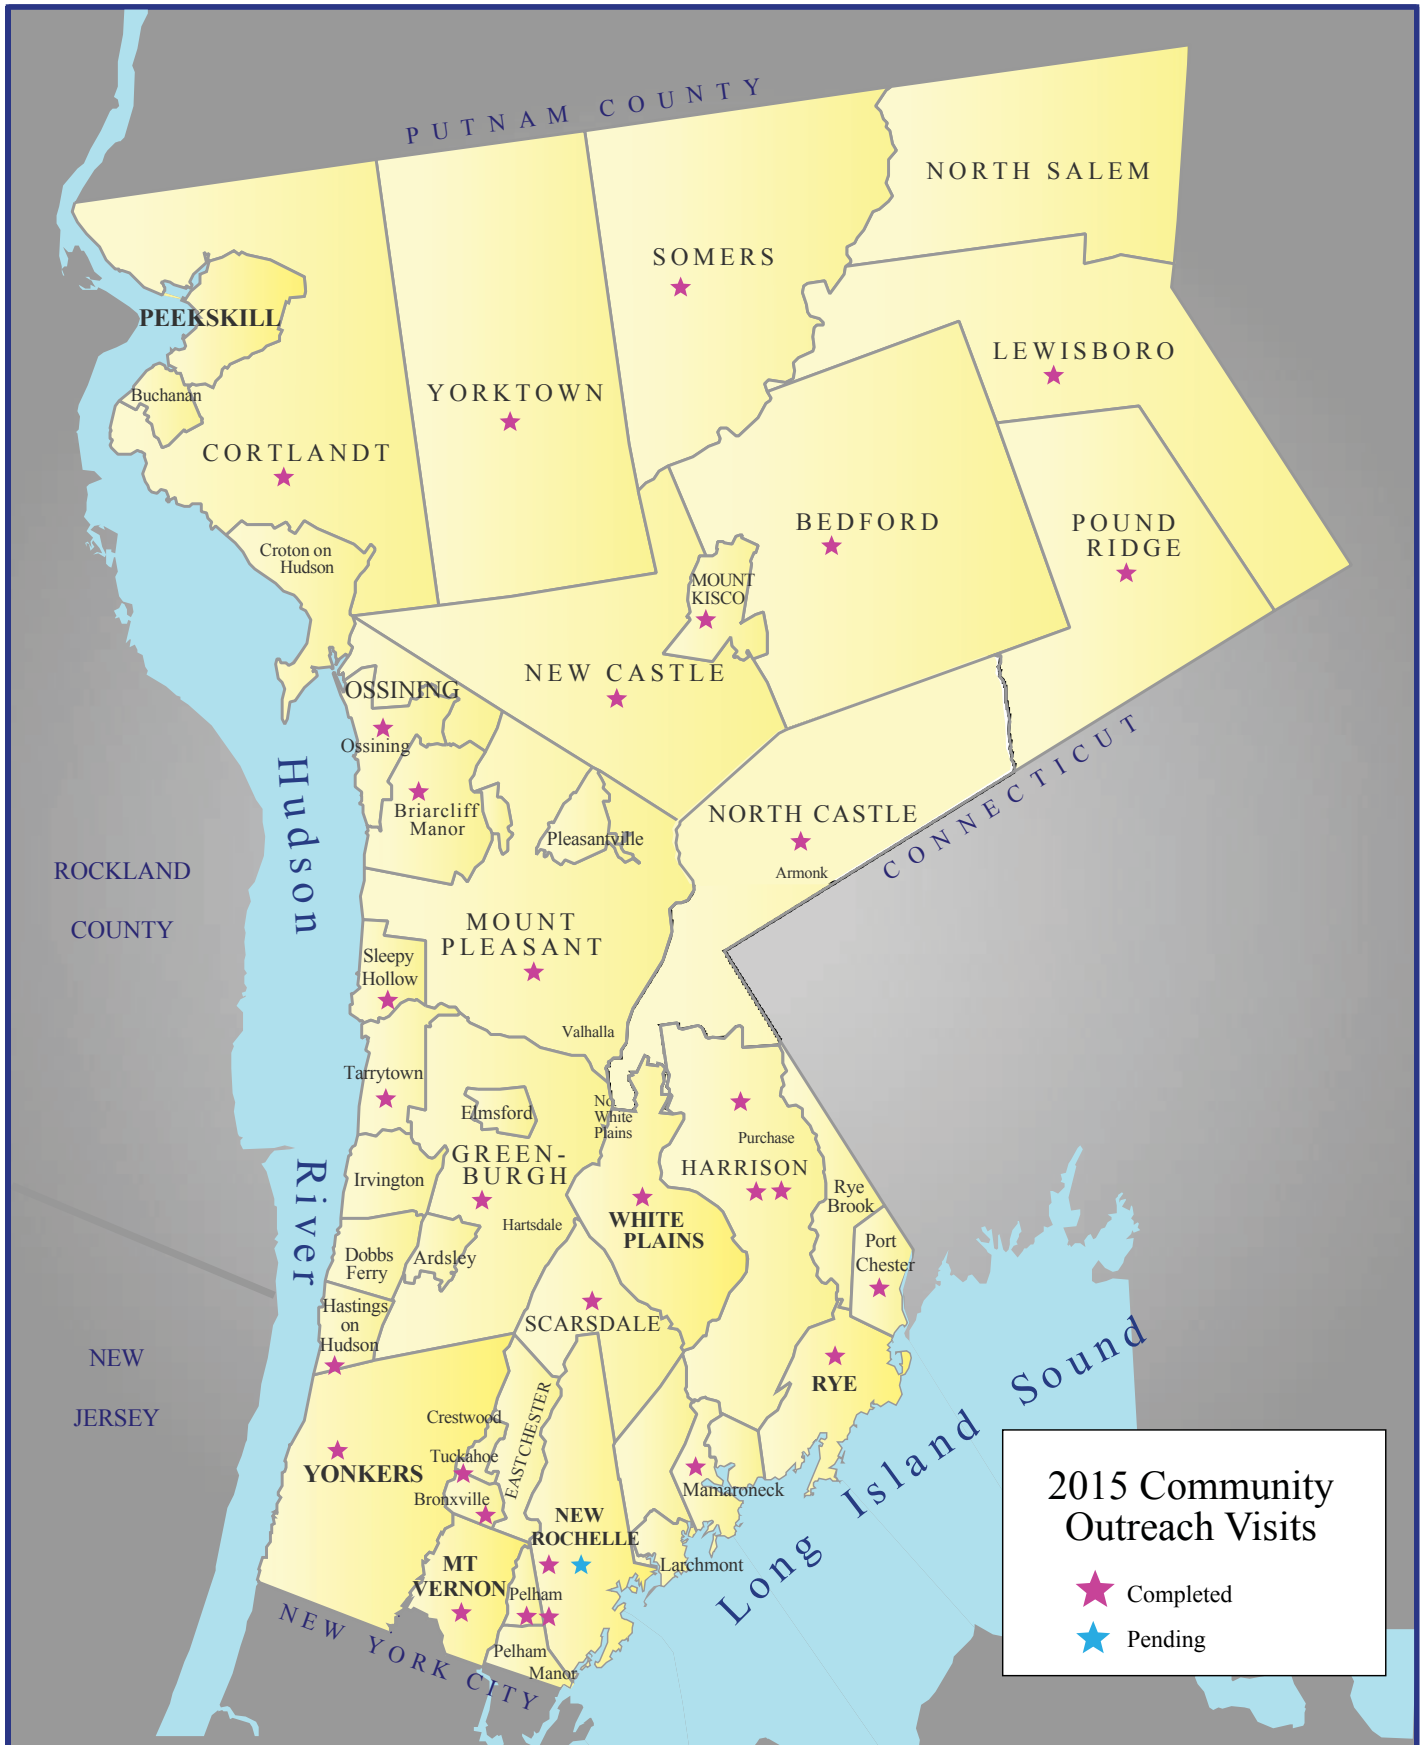 PUTNAM COUNTY
NORTH SALEM
SOMERS
PEEKSKILL
LEWISBORO
YORKTOWN
Buchanan
CORTLANDT
BEDFORD
POUND
RIDGE
Croton on
Hudson
MOUNT
KISCO
NEW CASTLE
OSSINING
Ossining
Briarcliff
Manor
Pleasantville
NORTH CASTLE
Armonk
CONNECTICUT
Hudson
River
ROCKLAND
COUNTY
MOUNT
PLEASANT
Sleepy
Hollow
Valhalla
Tarrytown
Elmsford
No.
White
Plains
Purchase
GREEN-
BURGH
HARRISON
Irvington
Rye
Brook
Hartsdale
WHITE
PLAINS
Port
Chester
Dobbs
Ferry
Ardsley
Hastings
on
Hudson
SCARSDALE
NEW
JERSEY
RYE
Long Island Sound
Crestwood
EASTCHESTER
Tuckahoe
YONKERS
Bronxville
Mamaroneck
NEW
ROCHELLE
Larchmont
MT
VERNON
Pelham
Pelham
Manor
NEW YORK CITY
2015 Community
Outreach Visits
Completed
Pending